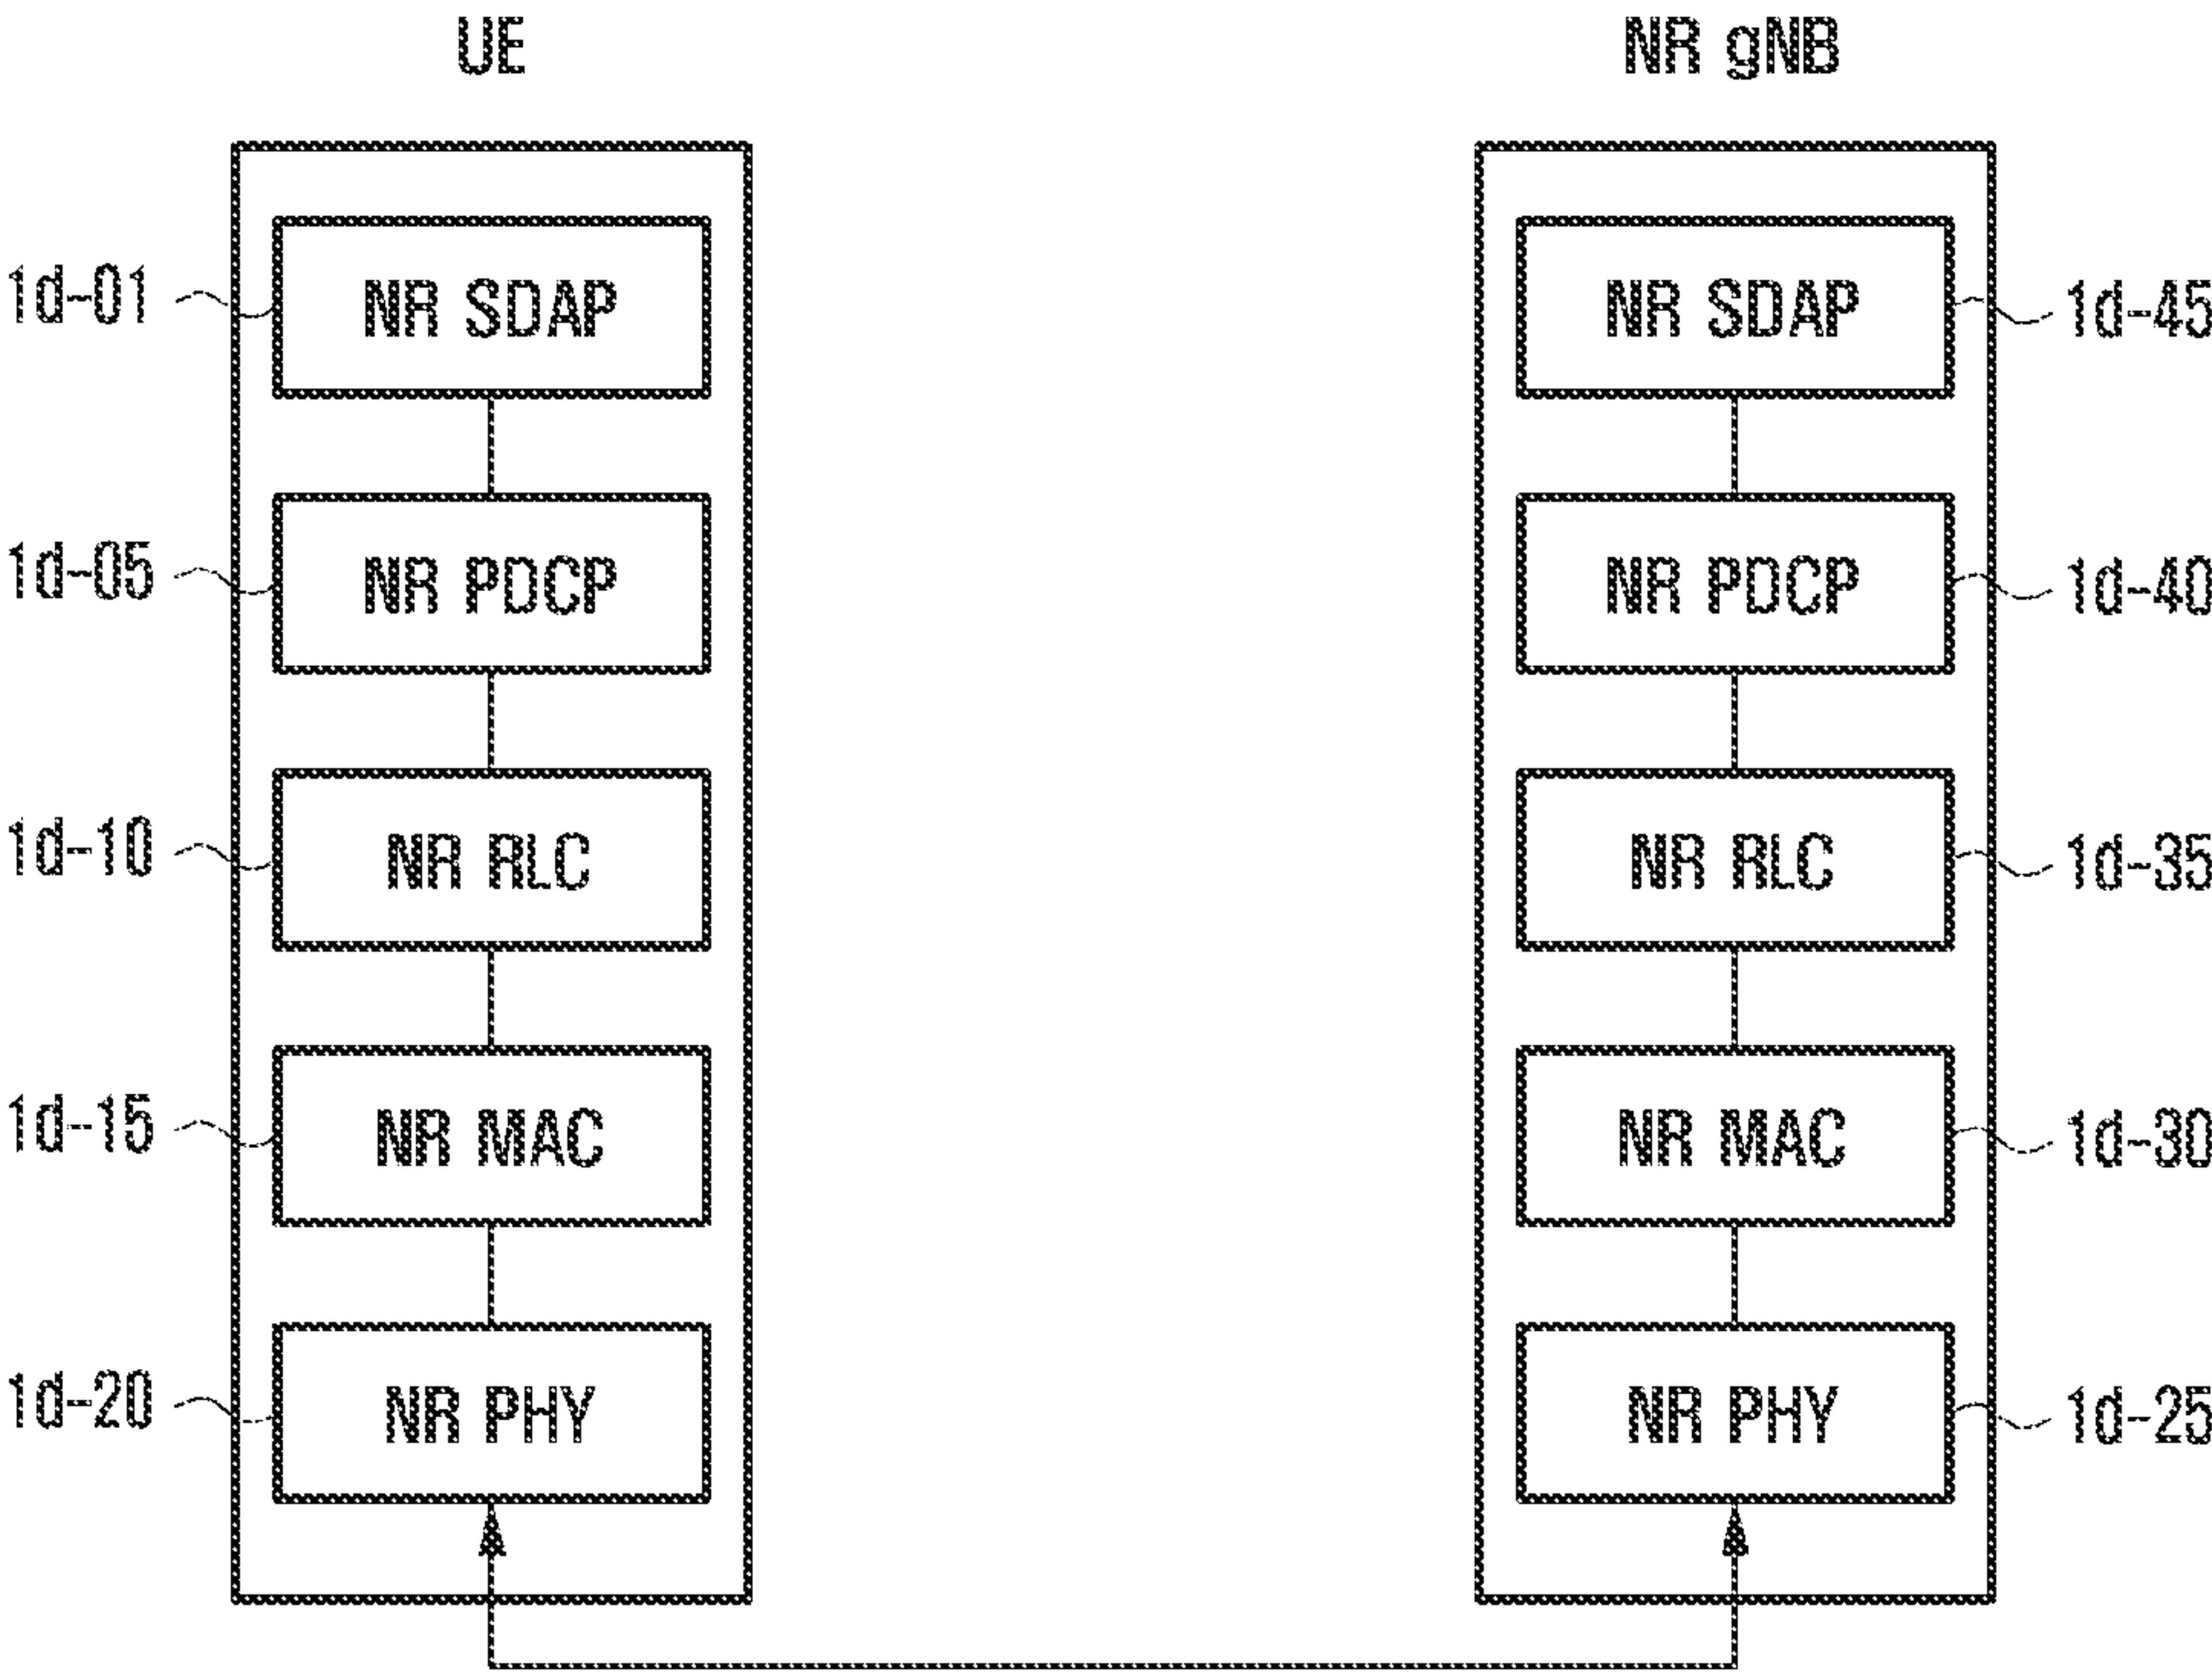 UE NR gNB
1d-01 NR SDAP NR SDAP 1d-45
1d-05 NR PDCP NR PDCP 1d-40
1d-10 NR RLC NR RLC 1d-35
1d-15 NR MAC NR MAC 1d-30
1d-20 NR PHY NR PHY 1d-25